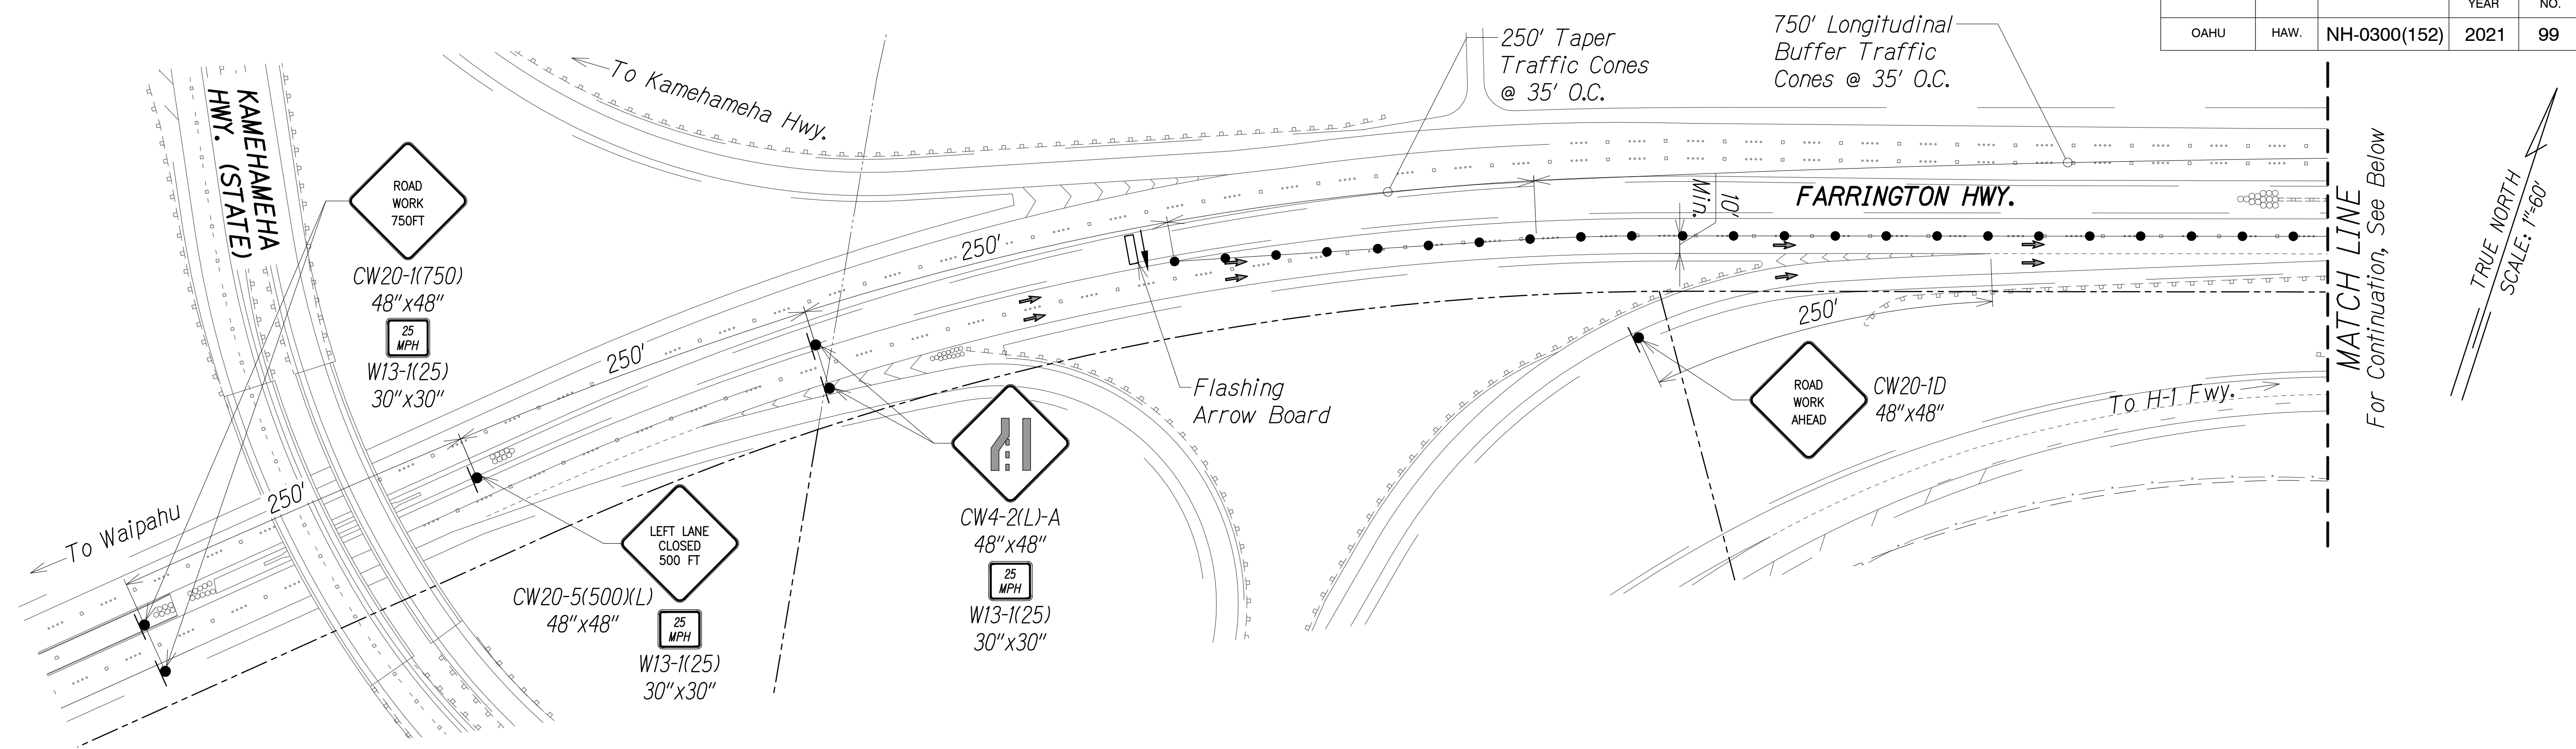 YEAR
NO.
OAHU
HAW.
NH-0300(152)
2021
99
To Kamehameha Hwy.
250' Taper
Traffic Cones
@ 35' O.C.
750' Longitudinal
Buffer Traffic
Cones @ 35' O.C.
KAMEHAMEHA
HWY. (STATE)
ROAD
WORK
750FT
CW20-1(750)
48"x48"
25
MPH
W13-1(25)
30"x30"
250'
250'
250'
To Waipahu
10'
Min.
FARRINGTON HWY.
MATCH LINE
For Continuation, See Below
TRUE NORTH
SCALE: 1"=60'
Flashing
Arrow Board
250'
ROAD
WORK
AHEAD
CW20-1D
48"x48"
To H-1 Fwy.
LEFT LANE
CLOSED
500 FT
CW20-5(500)(L)
48"x48"
25
MPH
W13-1(25)
30"x30"
CW4-2(L)-A
48"x48"
25
MPH
W13-1(25)
30"x30"